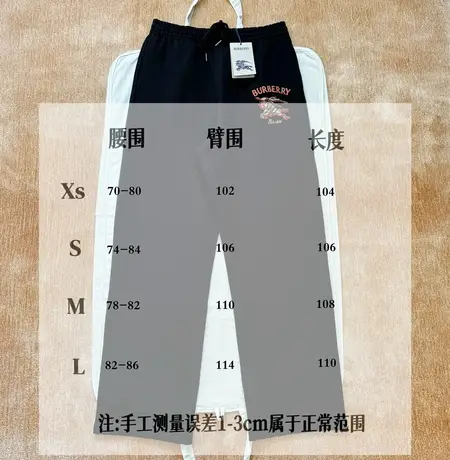 BURBERRY
BURBERRY
腰围 臂围 长度
Xs 70-80 102 104
S 74-84 106 106
M 78-82 110 108
L 82-86 114 110
注:手工测量误差1-3cm属于正常范围